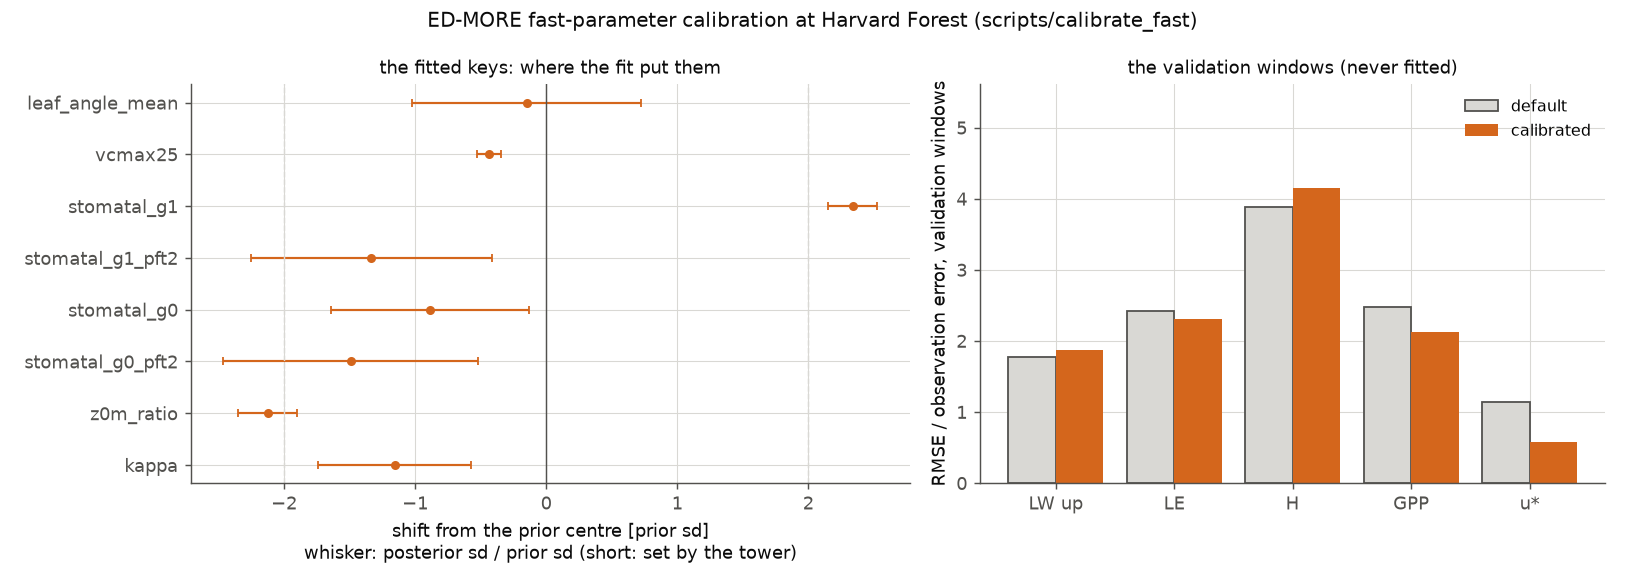 ED-MORE fast-parameter calibration at Harvard Forest (scripts/calibrate_fast)
the fitted keys: where the fit put them
leaf_angle_mean
vcmax25
stomatal_g1
stomatal_g1_pft2
stomatal_g0
stomatal_g0_pft2
z0m_ratio
kappa
−2
−1
0
1
2
shift from the prior centre [prior sd]
whisker: posterior sd / prior sd (short: set by the tower)
the validation windows (never fitted)
RMSE / observation error, validation windows
5
4
3
2
1
0
default
calibrated
LW up
LE
H
GPP
u*